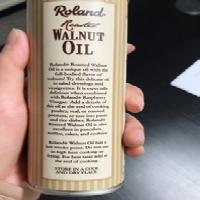 Roland
Roasted
WALNUT
OIL
Roland® Roasted Walnut
Oil is a unique oil with the
full-bodied flavor of
walnuts! Try this delicate oil
in salad dressings and
vinaigrettes. It is even more
delicious when combined
with Roland® Raspberry
Vinegar. Add a drizzle of
this oil at the end of cooking
poultry, veal, or roasted
potatoes, or toss into pasta
and rice dishes. Roland®
Roasted Walnut Oil is also
excellent in pancakes,
muffins, cakes, and cookies!
Roland® Walnut Oil has a
low smoke point. Do not use
in high heat cooking or
frying. For best taste add at
the end of cooking.
STORE IN A COOL
AND DRY PLACE